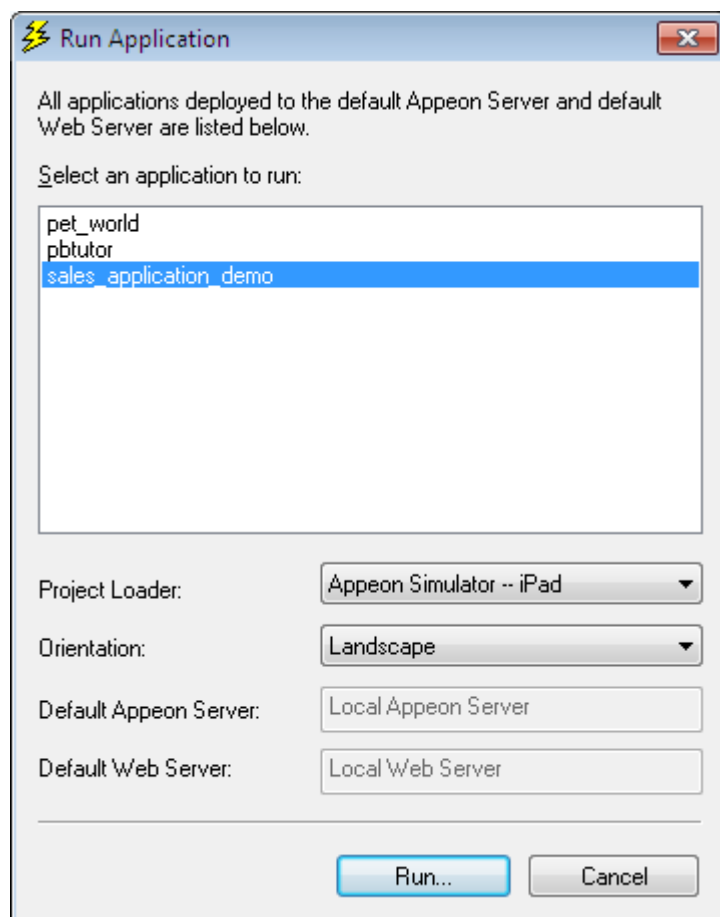 Run Application
All applications deployed to the default Appeon Server and default
Web Server are listed below.
Select an application to run:
pet_world
pbtutor
sales_application_demo
Project Loader:
Appeon Simulator -- iPad
Orientation:
Landscape
Default Appeon Server:
Local Appeon Server
Default Web Server:
Local Web Server
Run...
Cancel